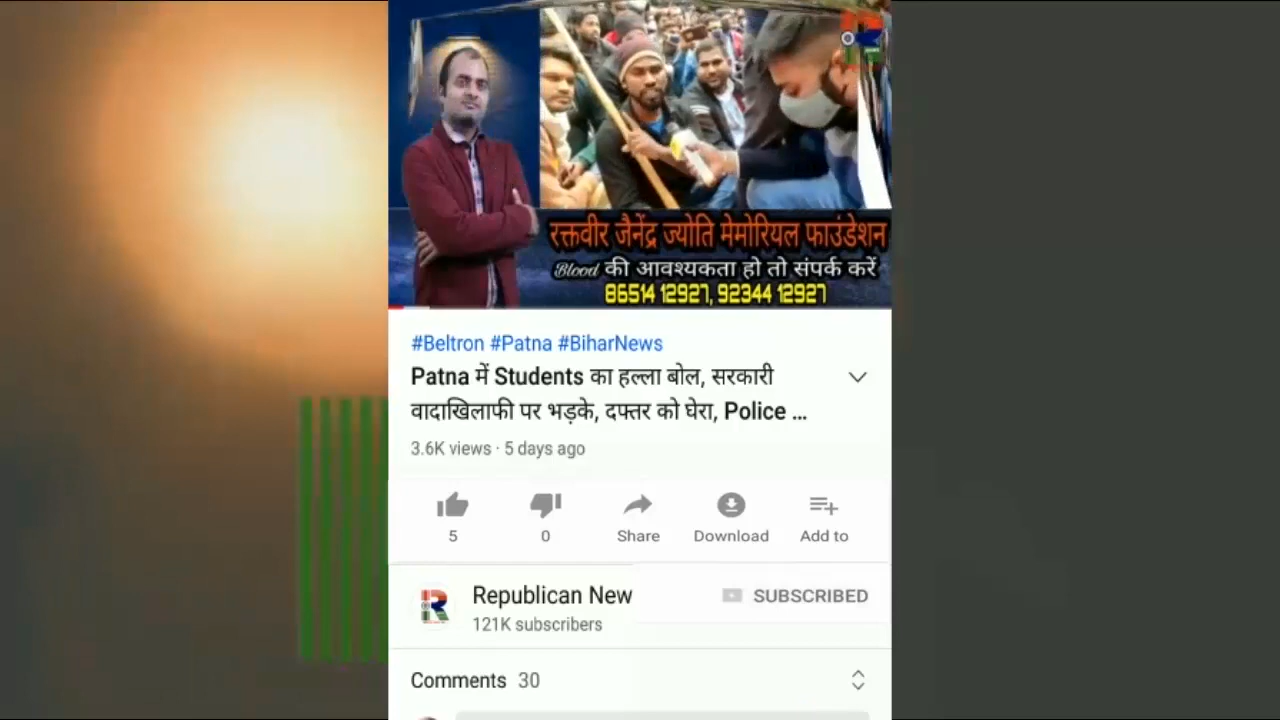 रक्तवीर जैनेंद्र ज्योति मेमोरियल फाउंडेशन
Blood की आवश्यकता हो तो संपर्क करें
86514 12927, 92344 12927
#Beltron #Patna #BiharNews
Patna में Students का हल्ला बोल, सरकारी
वादाखिलाफी पर भड़के, दफ्तर को घेरा, Police ...
3.6K views · 5 days ago
5 0 Share Download Add to
Republican New SUBSCRIBED
121K subscribers
Comments 30